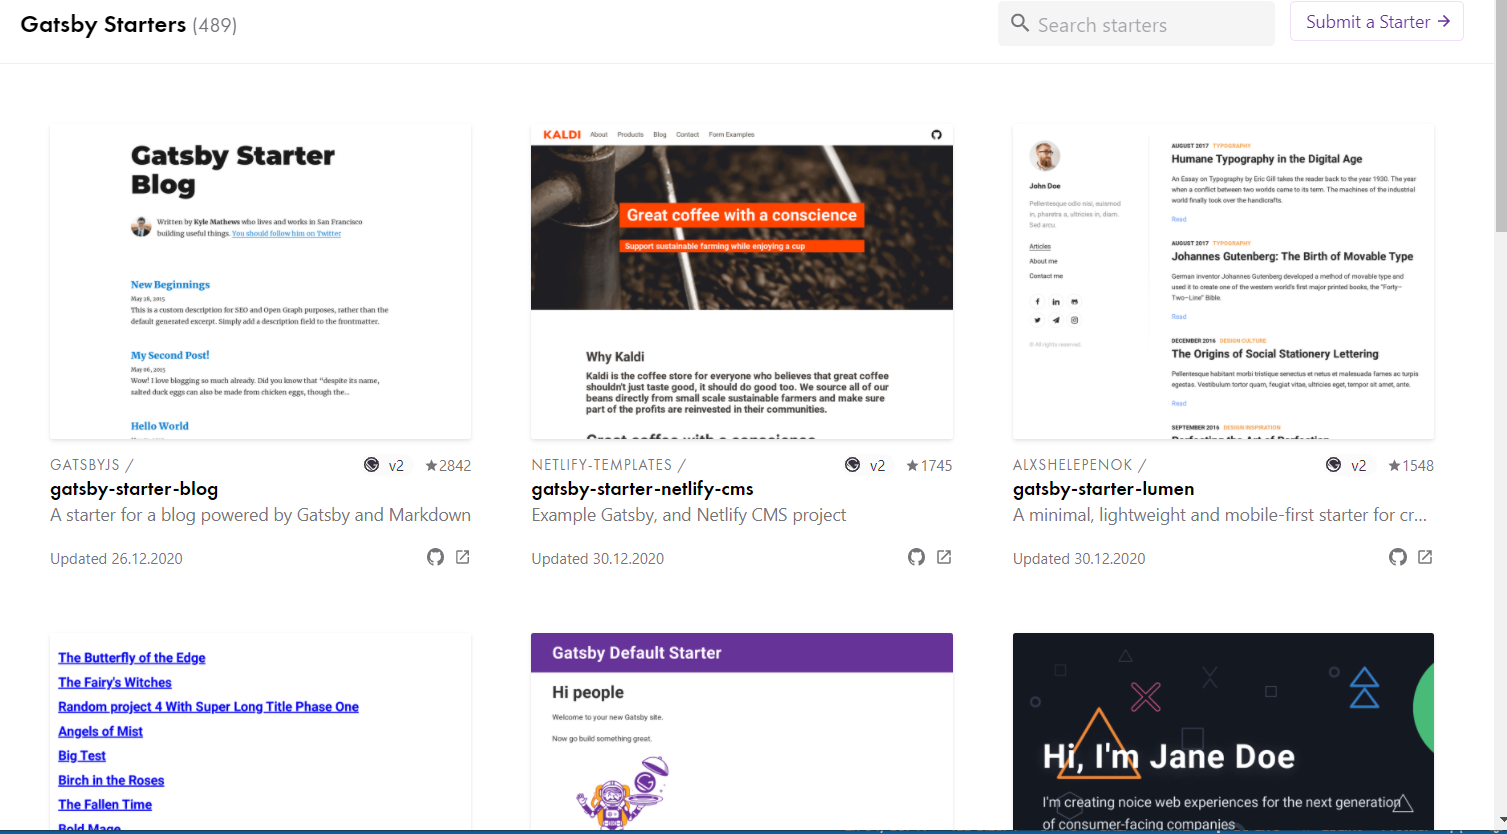 Gatsby Starters (489)
Search starters
Submit a Starter →
Gatsby Starter
Blog
Written by Kyle Mathews who lives and works in San Francisco
building useful things. You should follow him on Twitter
New Beginnings
May 28, 2015
This is a custom description for SEO and Open Graph purposes, rather than the
default generated excerpt. Simply add a description field to the frontmatter.
My Second Post!
May 06, 2015
Wow! I love blogging so much already. Did you know that "despite its name,
salted duck eggs can also be made from chicken eggs, though the...
Hello World
GATSBYJS /
v2
★2842
gatsby-starter-blog
A starter for a blog powered by Gatsby and Markdown
Updated 26.12.2020
KALDI About Products Blog Contact Form Examples
Great coffee with a conscience
Support sustainable farming while enjoying a cup
Why Kaldi
Kaldi is the coffee store for everyone who believes that great coffee
shouldn't just taste good, it should do good too. We source all of our
beans directly from small scale sustainable farmers and make sure
part of the profits are reinvested in their communities.
Great coffee with a conscience
NETLIFY-TEMPLATES /
v2
★1745
gatsby-starter-netlify-cms
Example Gatsby, and Netlify CMS project
Updated 30.12.2020
John Doe
Pellentesque odio nisi, euismod
in, pharetra a, ultricies in, diam.
Sed arcu.
Articles
About me
Contact me
© All rights reserved.
AUGUST 2017 TYPOGRAPHY
Humane Typography in the Digital Age
An Essay on Typography by Eric Gill takes the reader back to the year 1930. The year
when a conflict between two worlds came to its term. The machines of the industrial
world finally took over the handicrafts.
Read
AUGUST 2017 TYPOGRAPHY
Johannes Gutenberg: The Birth of Movable Type
German inventor Johannes Gutenberg developed a method of movable type and
used it to create one of the western world's first major printed books, the "Forty–
Two–Line" Bible.
Read
DECEMBER 2016 DESIGN CULTURE
The Origins of Social Stationery Lettering
Pellentesque habitant morbi tristique senectus et netus et malesuada fames ac turpis
egestas. Vestibulum tortor quam, feugiat vitae, ultricies eget, tempor sit amet, ante.
Read
SEPTEMBER 2016 DESIGN INSPIRATION
Perfecting the Art of Perfection
ALXSHELEPENOK /
v2
★1548
gatsby-starter-lumen
A minimal, lightweight and mobile-first starter for cr...
Updated 30.12.2020
The Butterfly of the Edge
The Fairy's Witches
Random project 4 With Super Long Title Phase One
Angels of Mist
Big Test
Birch in the Roses
The Fallen Time
Bold Mage
Gatsby Default Starter
Hi people
Welcome to your new Gatsby site.
Now go build something great.
Hi, I'm Jane Doe
I'm creating noice web experiences for the next generation
of consumer-facing companies